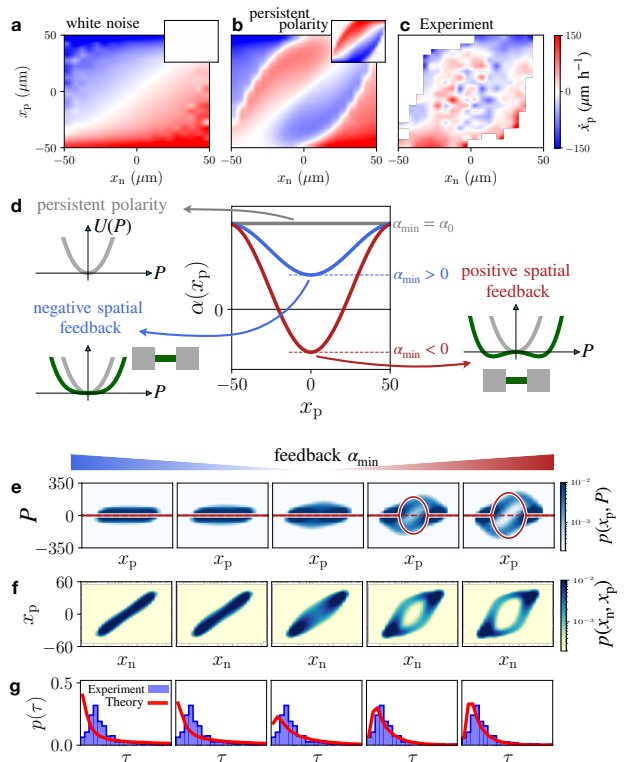 a white noise
b persistent polarity
c Experiment
50
0
−50
x_p (μm)
−50 0 50
x_n (μm)
−50 0 50
x_n (μm)
−50 0 50
x_n (μm)
150
0
−150
ẋ_p (μm h⁻¹)
d
persistent polarity
U(P)
P
negative spatial
feedback
P
α(x_p)
0
−50 0 50
x_p
α_min = α_0
α_min > 0
α_min < 0
positive spatial
feedback
P
feedback α_min
e
P
350
0
−350
x_p x_p x_p x_p x_p
10⁻²
10⁻³
p(x_p, P)
f
x_p
60
0
−60
x_n x_n x_n x_n x_n
10⁻²
10⁻³
p(x_n, x_p)
g
p(τ)
0.5
0.0
Experiment
Theory
τ τ τ τ τ